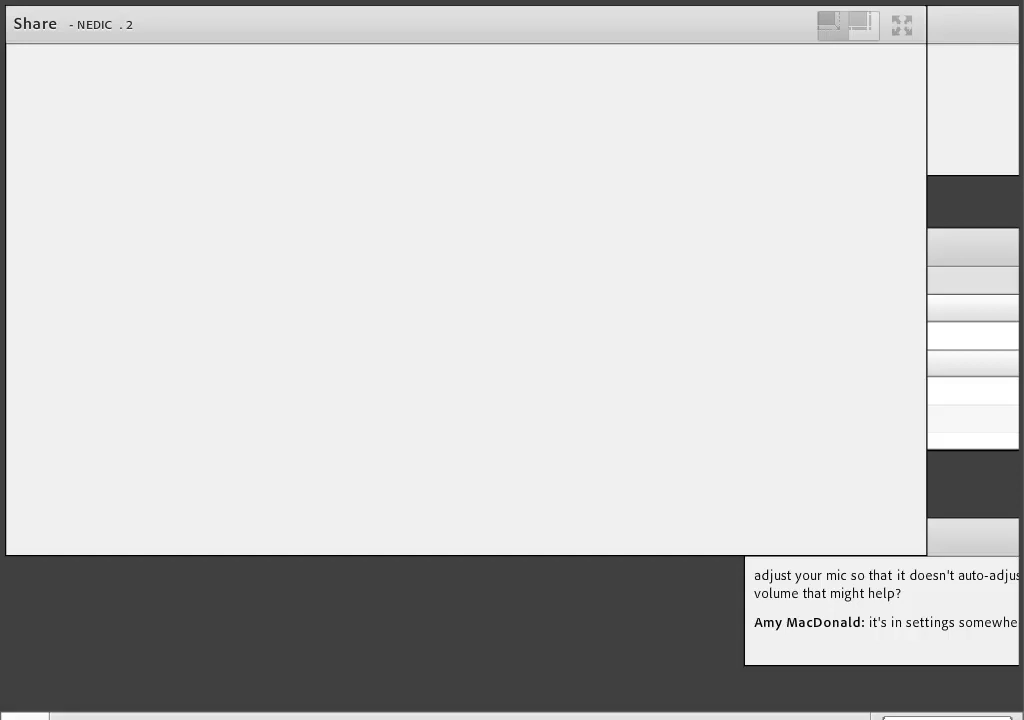 Share - NEDIC . 2
adjust your mic so that it doesn't auto-adjus
volume that might help?
Amy MacDonald: it's in settings somewhe